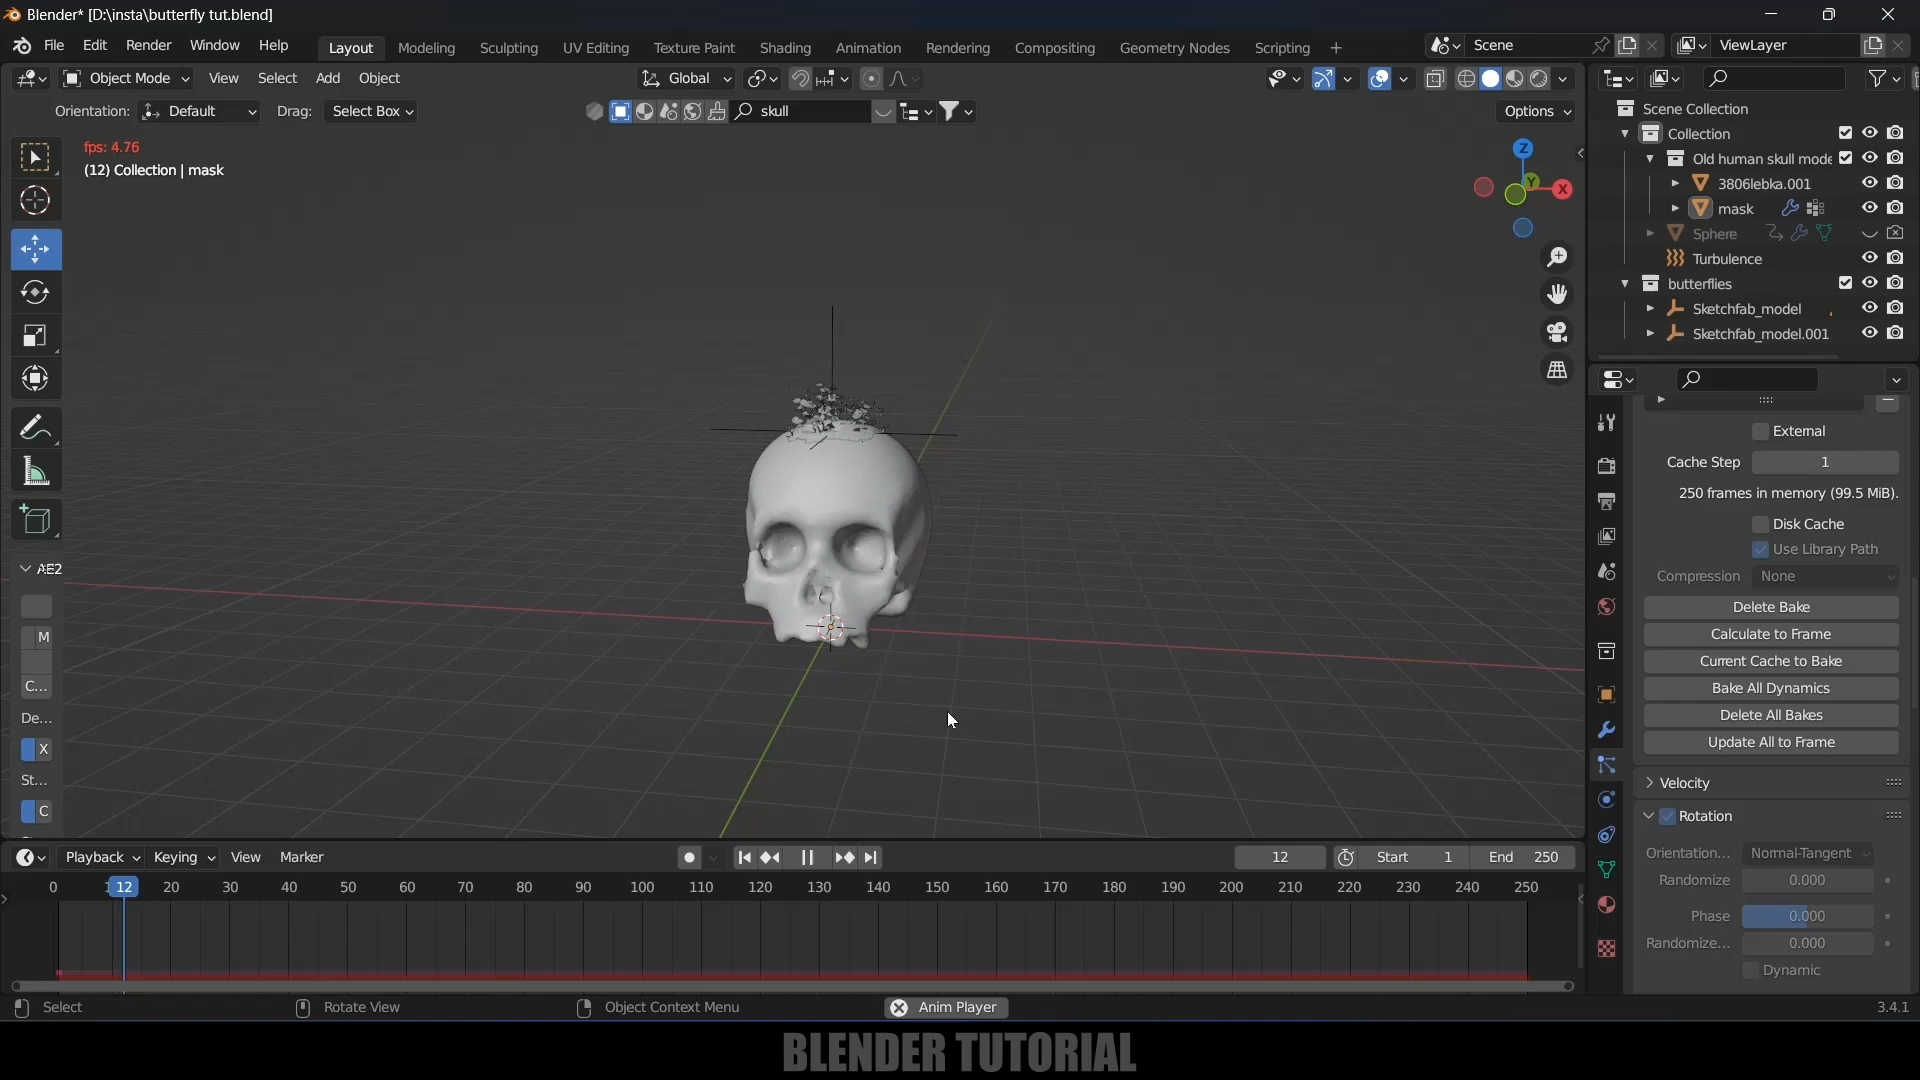 Blender* [D:\insta\butterfly tut.blend]
File Edit Render Window Help Layout Modeling Sculpting UV Editing Texture Paint Shading Animation Rendering Compositing Geometry Nodes Scripting + Scene ViewLayer
Object Mode View Select Add Object Global
Orientation: Default Drag: Select Box skull Options
fps: 4.76
(12) Collection | mask
Z
Y
X
Scene Collection
Collection
Old human skull mode
3806lebka.001
mask
Sphere
Turbulence
butterflies
Sketchfab_model
Sketchfab_model.001
External
Cache Step 1
250 frames in memory (99.5 MiB).
Disk Cache
Use Library Path
Compression None
Delete Bake
Calculate to Frame
Current Cache to Bake
Bake All Dynamics
Delete All Bakes
Update All to Frame
Velocity
Rotation
Orientation... Normal-Tangent
Randomize 0.000
Phase 0.000
Randomize... 0.000
Dynamic
AE2
M
C...
De...
X
St...
C
Playback Keying View Marker 12 Start 1 End 250
0 12 20 30 40 50 60 70 80 90 100 110 120 130 140 150 160 170 180 190 200 210 220 230 240 250
Select Rotate View Object Context Menu Anim Player 3.4.1
BLENDER TUTORIAL